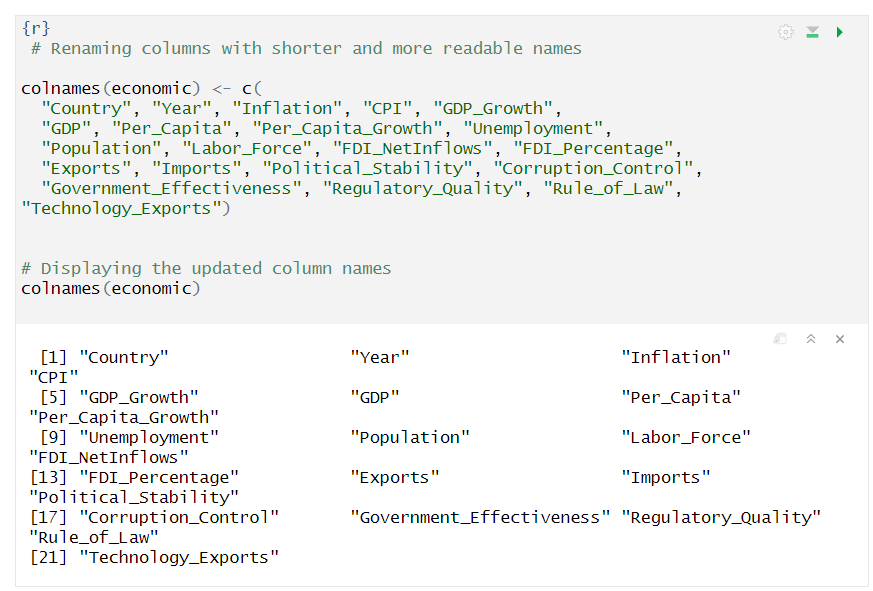 {r}
# Renaming columns with shorter and more readable names
colnames(economic) <- c(
"Country", "Year", "Inflation", "CPI", "GDP_Growth",
"GDP", "Per_Capita", "Per_Capita_Growth", "Unemployment",
"Population", "Labor_Force", "FDI_NetInflows", "FDI_Percentage",
"Exports", "Imports", "Political_Stability", "Corruption_Control",
"Government_Effectiveness", "Regulatory_Quality", "Rule_of_Law",
"Technology_Exports")
# Displaying the updated column names
colnames(economic)
[1] "Country" "Year" "Inflation"
"CPI"
[5] "GDP_Growth" "GDP" "Per_Capita"
"Per_Capita_Growth"
[9] "Unemployment" "Population" "Labor_Force"
"FDI_NetInflows"
[13] "FDI_Percentage" "Exports" "Imports"
"Political_Stability"
[17] "Corruption_Control" "Government_Effectiveness" "Regulatory_Quality"
"Rule_of_Law"
[21] "Technology_Exports"